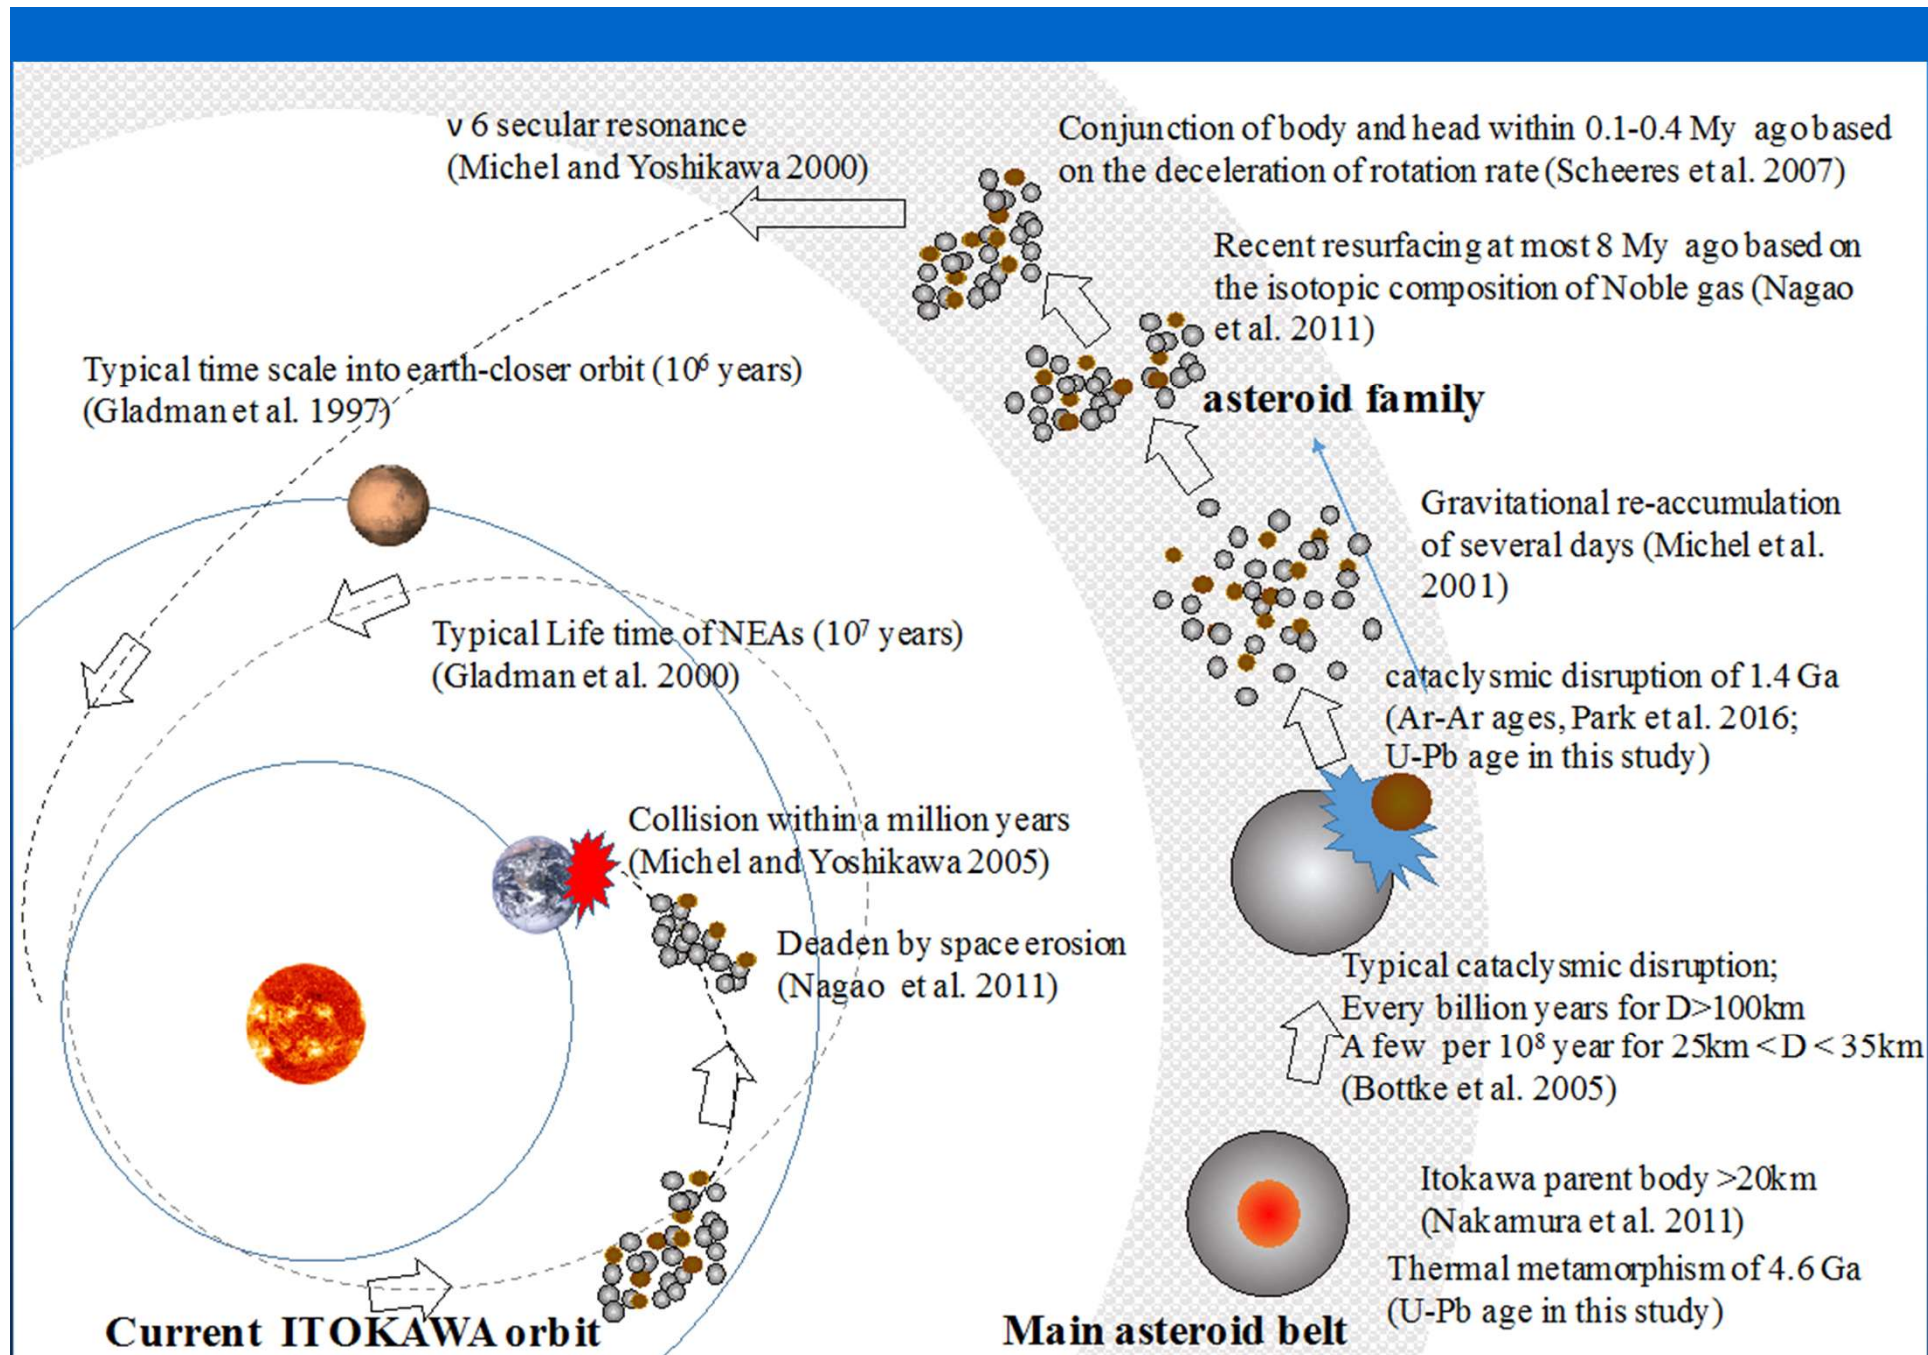 ν 6 secular resonance
(Michel and Yoshikawa 2000)
Conjunction of body and head within 0.1-0.4 My ago based
on the deceleration of rotation rate (Scheeres et al. 2007)
Recent resurfacing at most 8 My ago based on
the isotopic composition of Noble gas (Nagao
et al. 2011)
asteroid family
Typical time scale into earth-closer orbit (10⁶ years)
(Gladman et al. 1997)
Gravitational re-accumulation
of several days (Michel et al.
2001)
Typical Life time of NEAs (10⁷ years)
(Gladman et al. 2000)
cataclysmic disruption of 1.4 Ga
(Ar-Ar ages, Park et al. 2016;
U-Pb age in this study)
Collision within a million years
(Michel and Yoshikawa 2005)
Deaden by space erosion
(Nagao et al. 2011)
Typical cataclysmic disruption;
Every billion years for D>100km
A few per 10⁸ year for 25km < D < 35km
(Bottke et al. 2005)
Itokawa parent body >20km
(Nakamura et al. 2011)
Thermal metamorphism of 4.6 Ga
(U-Pb age in this study)
Current ITOKAWA orbit
Main asteroid belt